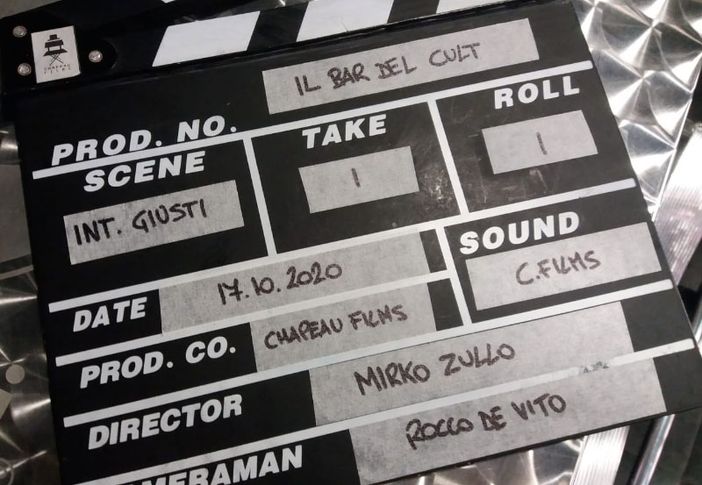 IL BAR DEL CULT
PROD. NO.
SCENE
TAKE
ROLL
INT. GIUSTI
1
1
SOUND
C.FILMS
DATE
17.10.2020
PROD. CO.
CHAPEAU FILMS
DIRECTOR
MIRKO ZULLO
ROCCO DE VITO